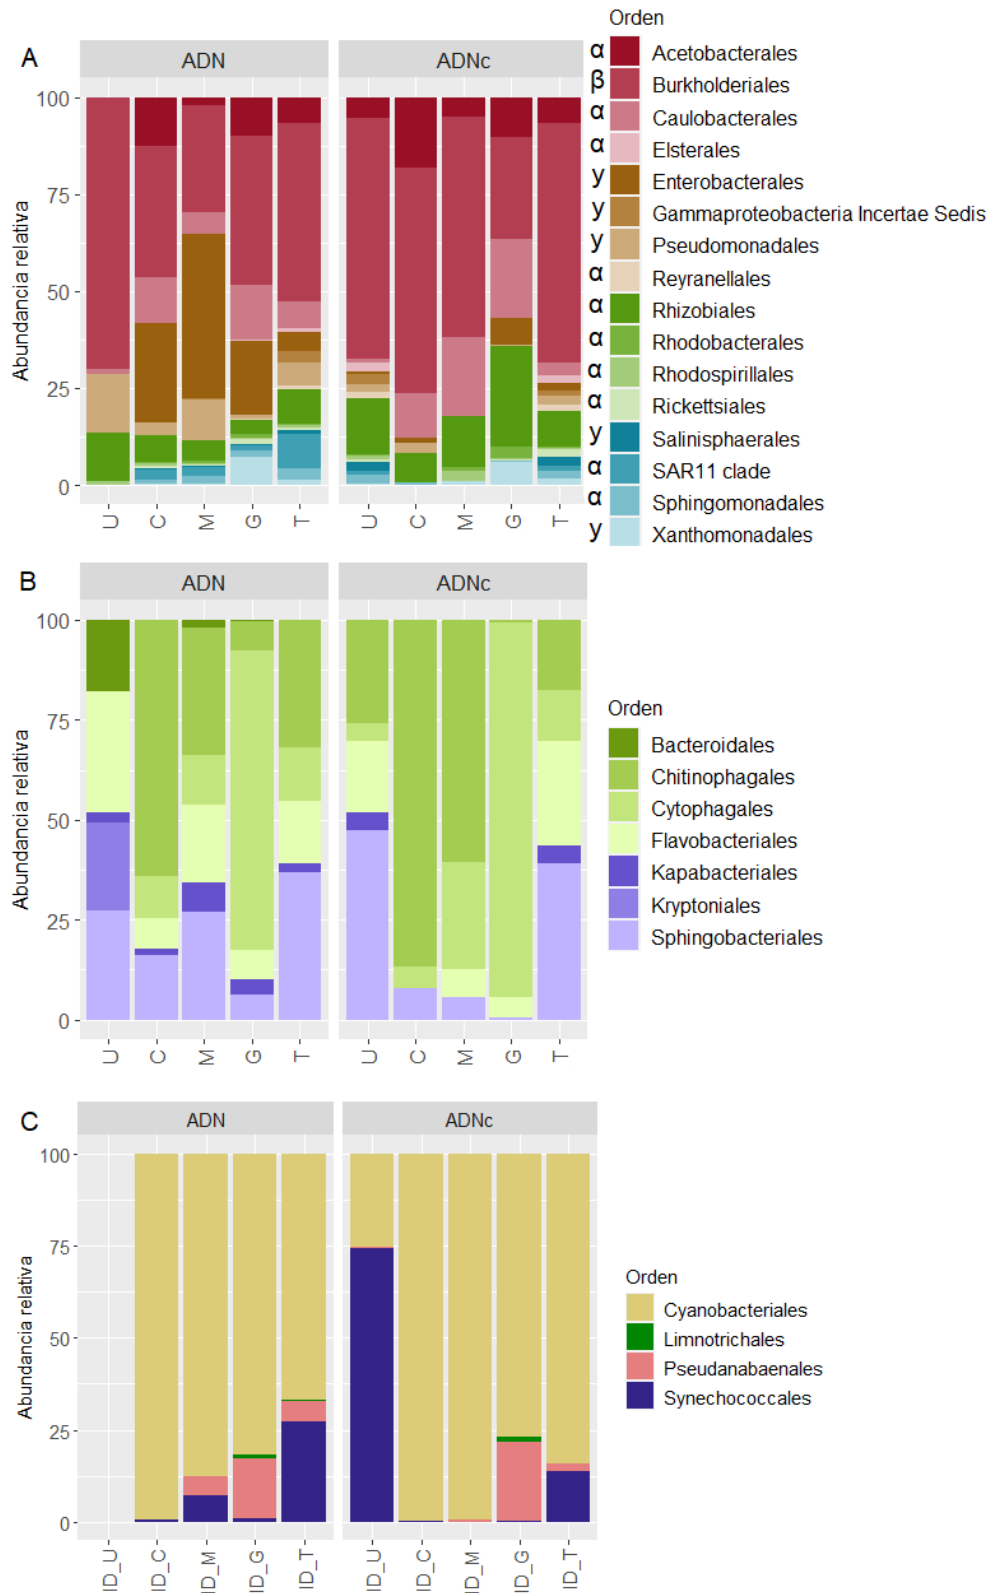 A
ADN
ADNc
Abundancia relativa
100
75
50
25
0
U
C
M
G
T
U
C
M
G
T
Orden
α Acetobacterales
β Burkholderiales
α Caulobacterales
α Elsterales
y Enterobacterales
y Gammaproteobacteria Incertae Sedis
y Pseudomonadales
α Reyranellales
α Rhizobiales
α Rhodobacterales
α Rhodospirillales
α Rickettsiales
y Salinisphaerales
α SAR11 clade
α Sphingomonadales
y Xanthomonadales
B
ADN
ADNc
Abundancia relativa
100
75
50
25
0
U
C
M
G
T
U
C
M
G
T
Orden
Bacteroidales
Chitinophagales
Cytophagales
Flavobacteriales
Kapabacteriales
Kryptoniales
Sphingobacteriales
C
ADN
ADNc
Abundancia relativa
100
75
50
25
0
ID_U
ID_C
ID_M
ID_G
ID_T
ID_U
ID_C
ID_M
ID_G
ID_T
Orden
Cyanobacteriales
Limnotrichales
Pseudanabaenales
Synechococcales